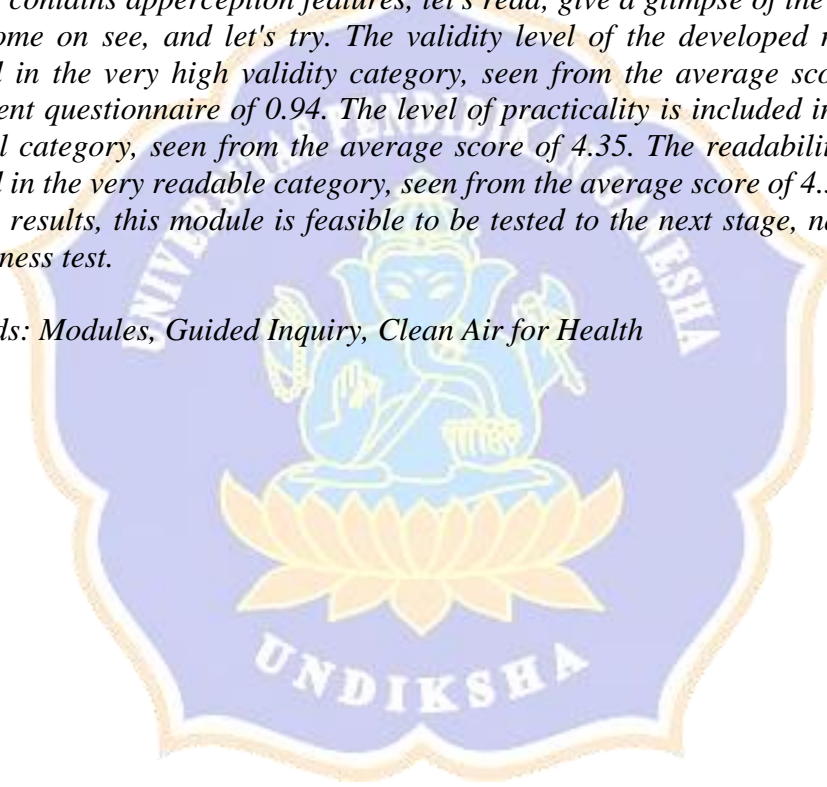 contains apperception features, let's read, give a glimpse of the
ome on see, and let's try. The validity level of the developed
in the very high validity category, seen from the average
ent questionnaire of 0.94. The level of practicality is included
l category, seen from the average score of 4.35. The
in the very readable category, seen from the average score of
results, this module is feasible to be tested to the next stage,
ness test.
ds: Modules, Guided Inquiry, Clean Air for Health
UNIVERSITAS PENDIDIKAN GANESHA
UNDIKSHA